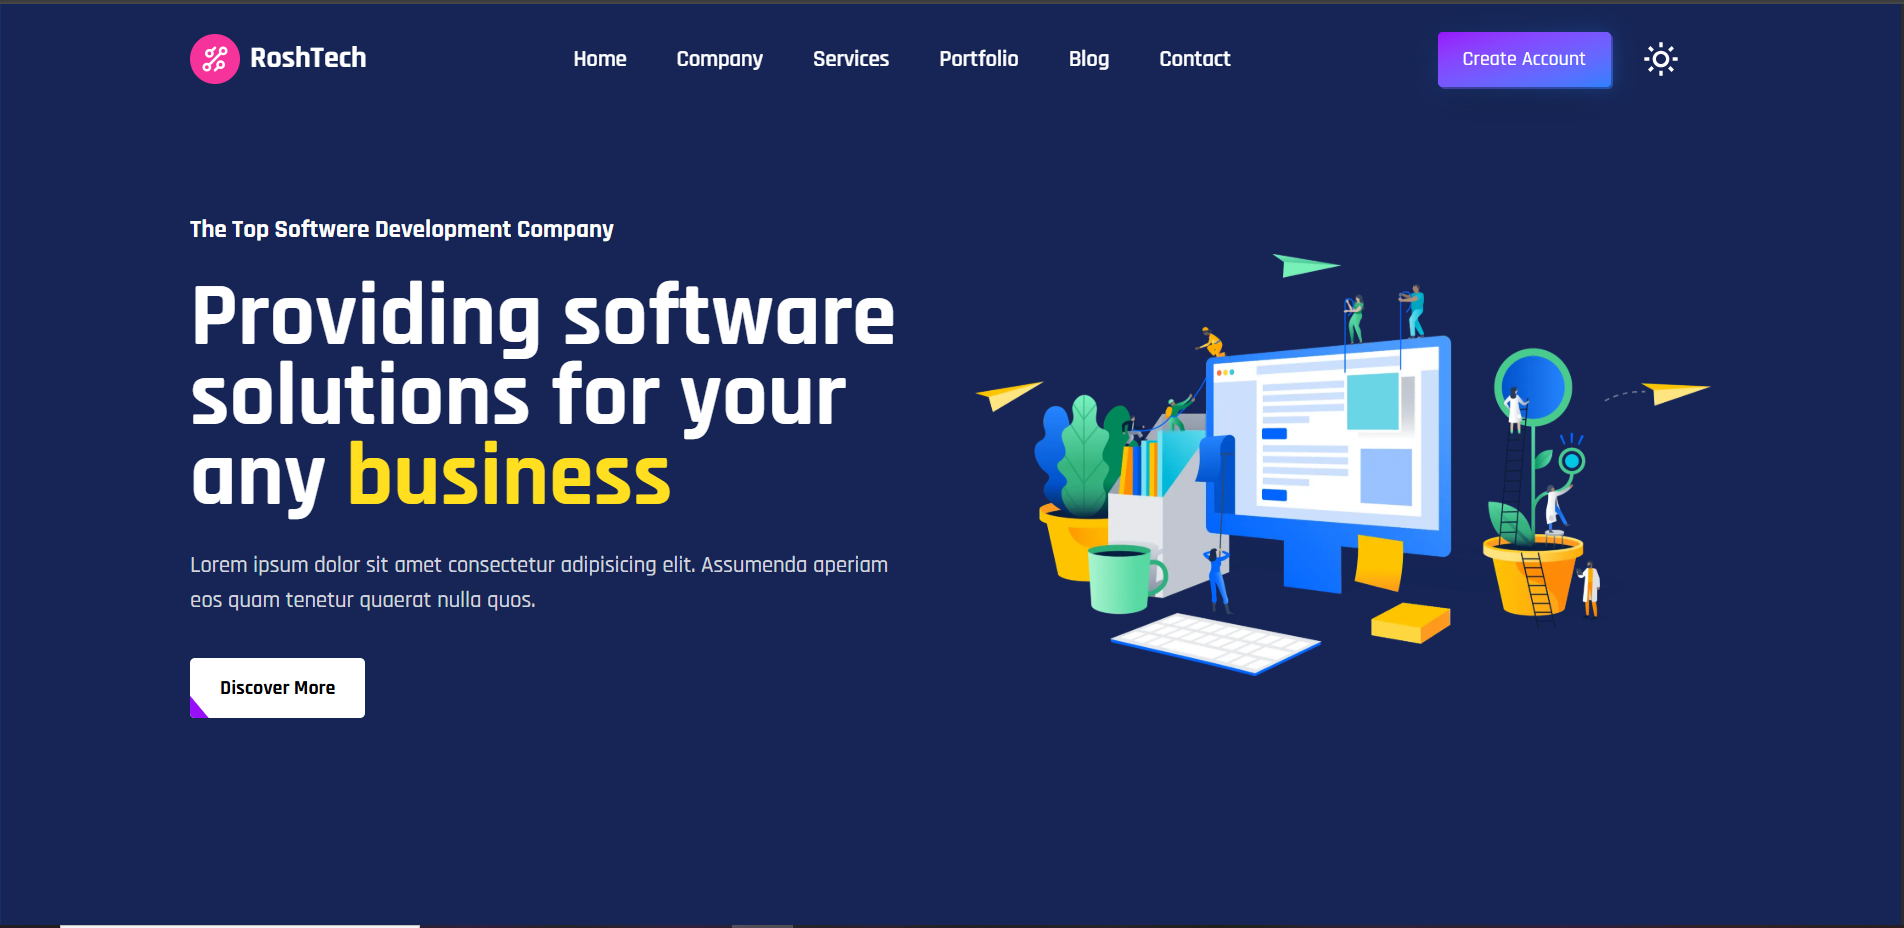 RoshTech
Home Company Services Portfolio Blog Contact
Create Account
The Top Softwere Development Company
Providing software
solutions for your
any business
Lorem ipsum dolor sit amet consectetur adipisicing elit. Assumenda aperiam
eos quam tenetur quaerat nulla quos.
Discover More